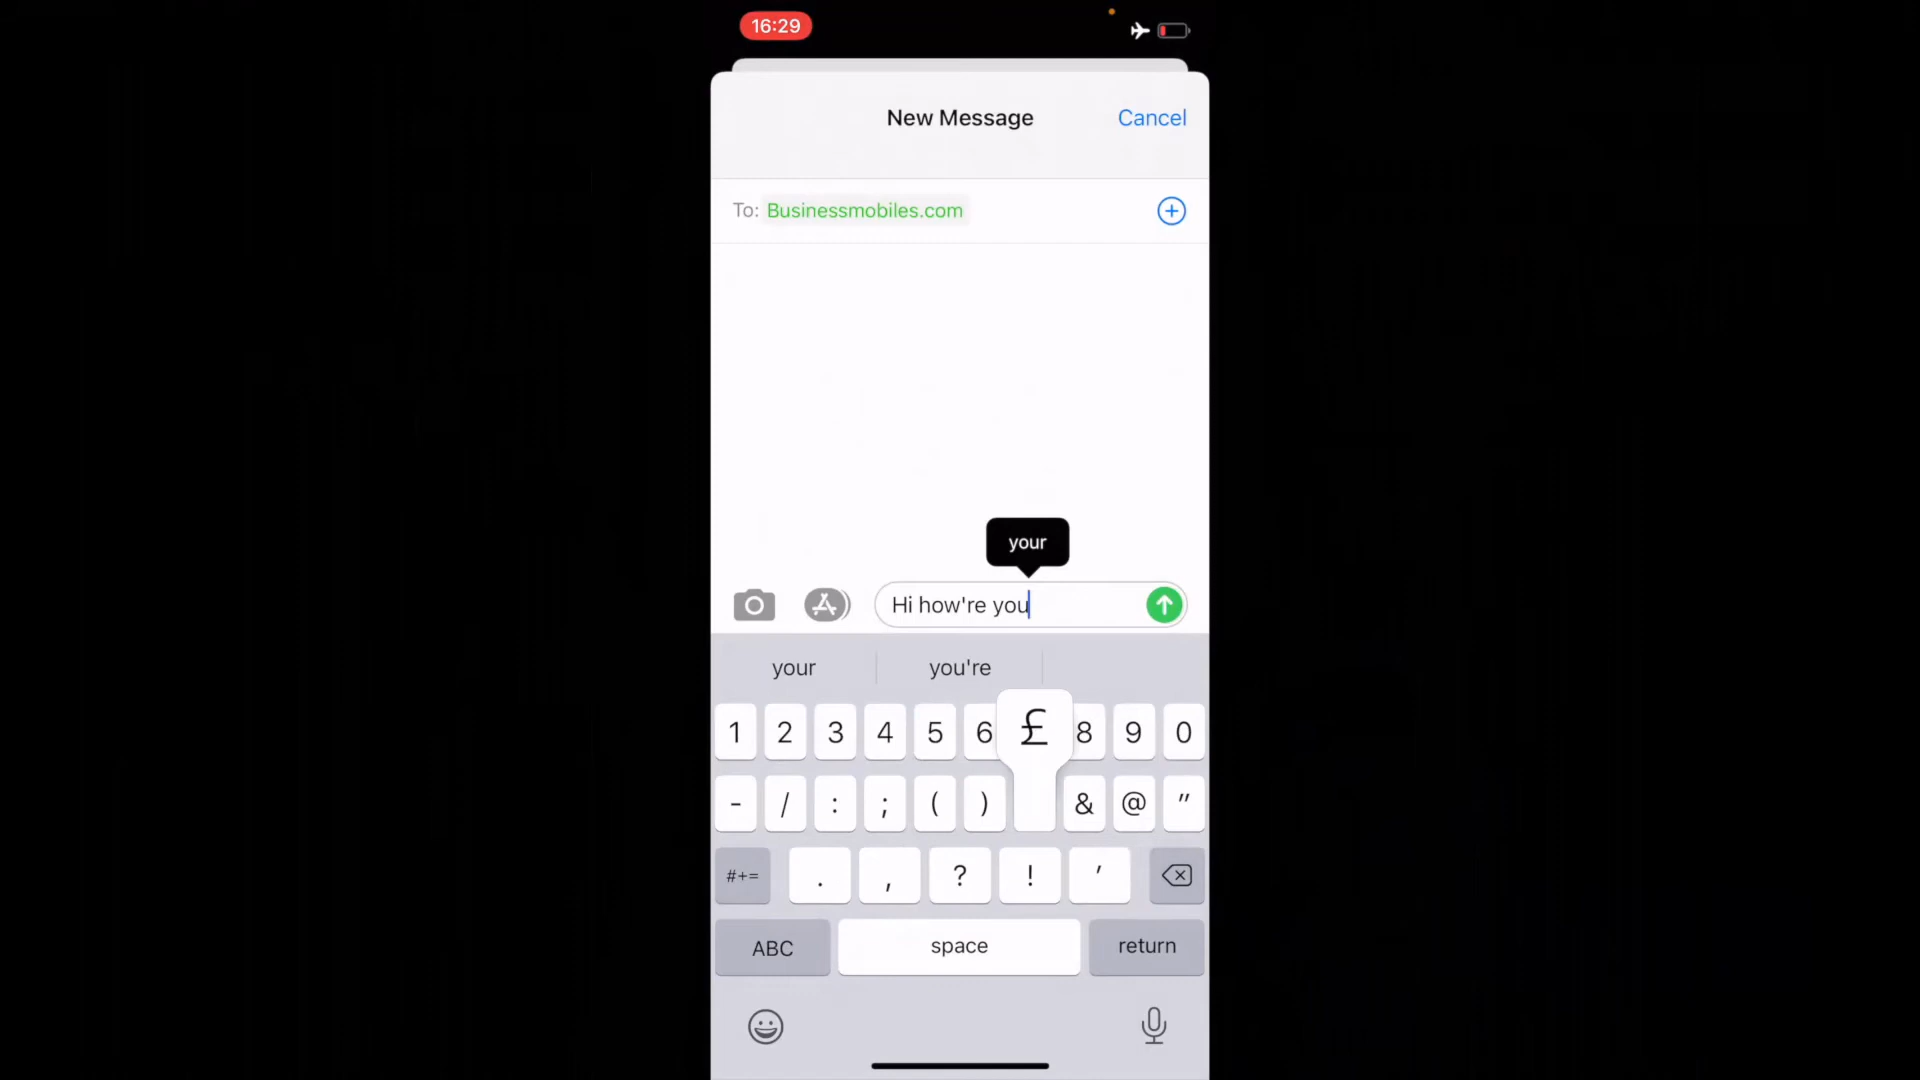 16:29
New Message Cancel
To: Businessmobiles.com
your
Hi how're you
your you're
1 2 3 4 5 6 £ 8 9 0
- / : ; ( ) & @ "
#+= . , ? ! '
ABC space return